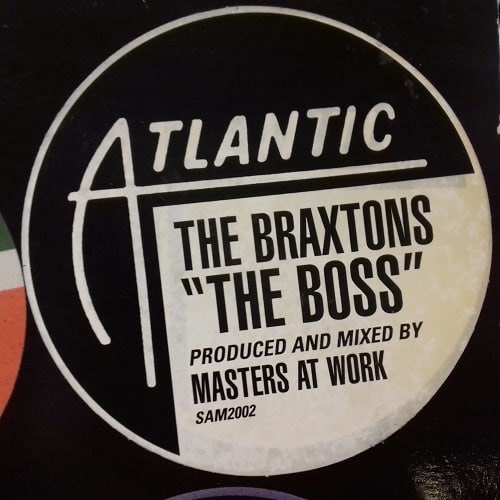 ATLANTIC
THE BRAXTONS
"THE BOSS"
PRODUCED AND MIXED BY
MASTERS AT WORK
SAM2002